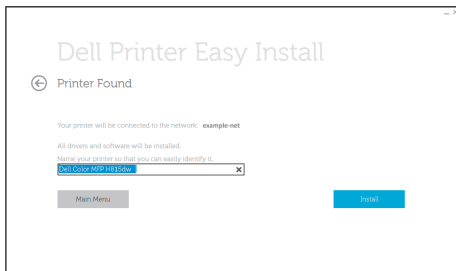 Dell Printer Easy Install
Printer Found
Your printer will be connected to the network: example-net
All drivers and software will be installed.
Name your printer so that you can easily identify it.
Dell Color MFP H815dw
Main Menu
Install